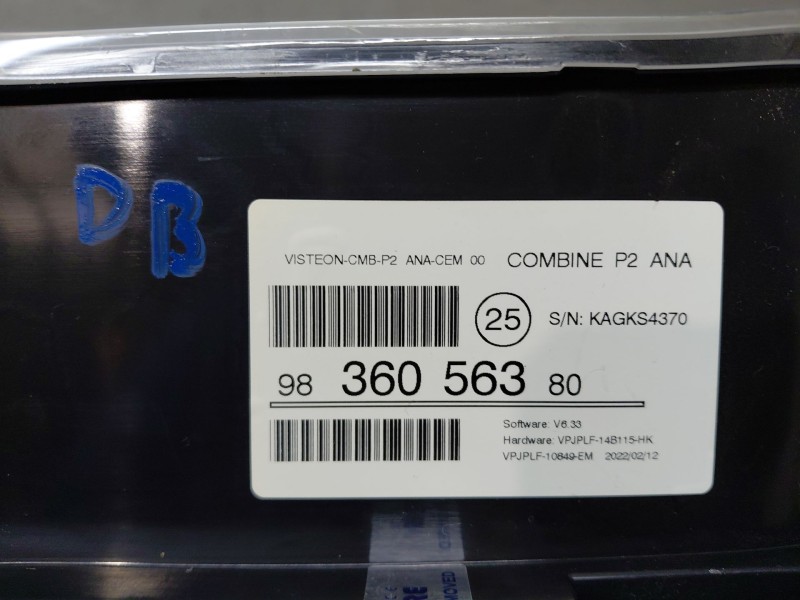 DB
VISTEON-CMB-P2 ANA-CEM 00 COMBINE P2 ANA
25 S/N: KAGKS4370
98 360 563 80
Software: V6.33
Hardware: VPJPLF-14B115-HK
VPJPLF-10849-EM 2022/02/12